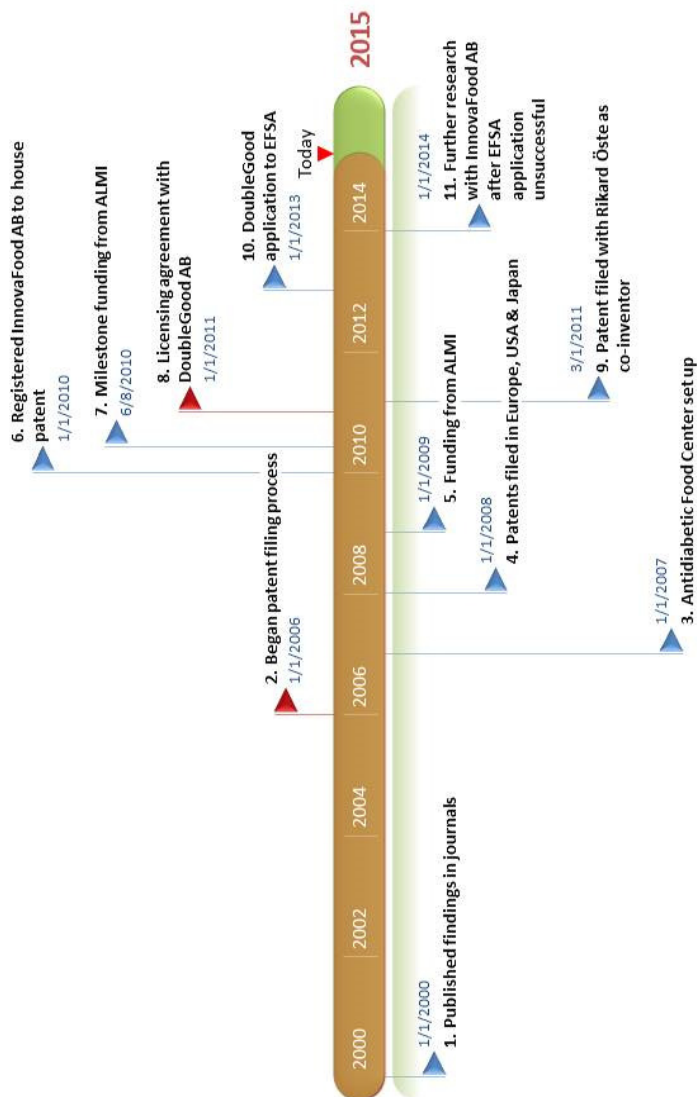 6. Registered InnovaFood AB to house
patent
1/1/2010
7. Milestone funding from ALMI
6/8/2010
8. Licensing agreement with
DoubleGood AB
1/1/2011
2. Began patent filing process
1/1/2006
10. DoubleGood
application to EFSA
1/1/2013
Today
2000
2002
2004
2006
2008
2010
2012
2014
2015
1/1/2000
1. Published findings in journals
1/1/2009
5. Funding from ALMI
1/1/2014
11. Further research
with InnovaFood AB
after EFSA
application
unsuccessful
1/1/2008
4. Patents filed in Europe, USA & Japan
3/1/2011
9. Patent filed with Rikard Öste as
co-inventor
1/1/2007
3. Antidiabetic Food Center set up